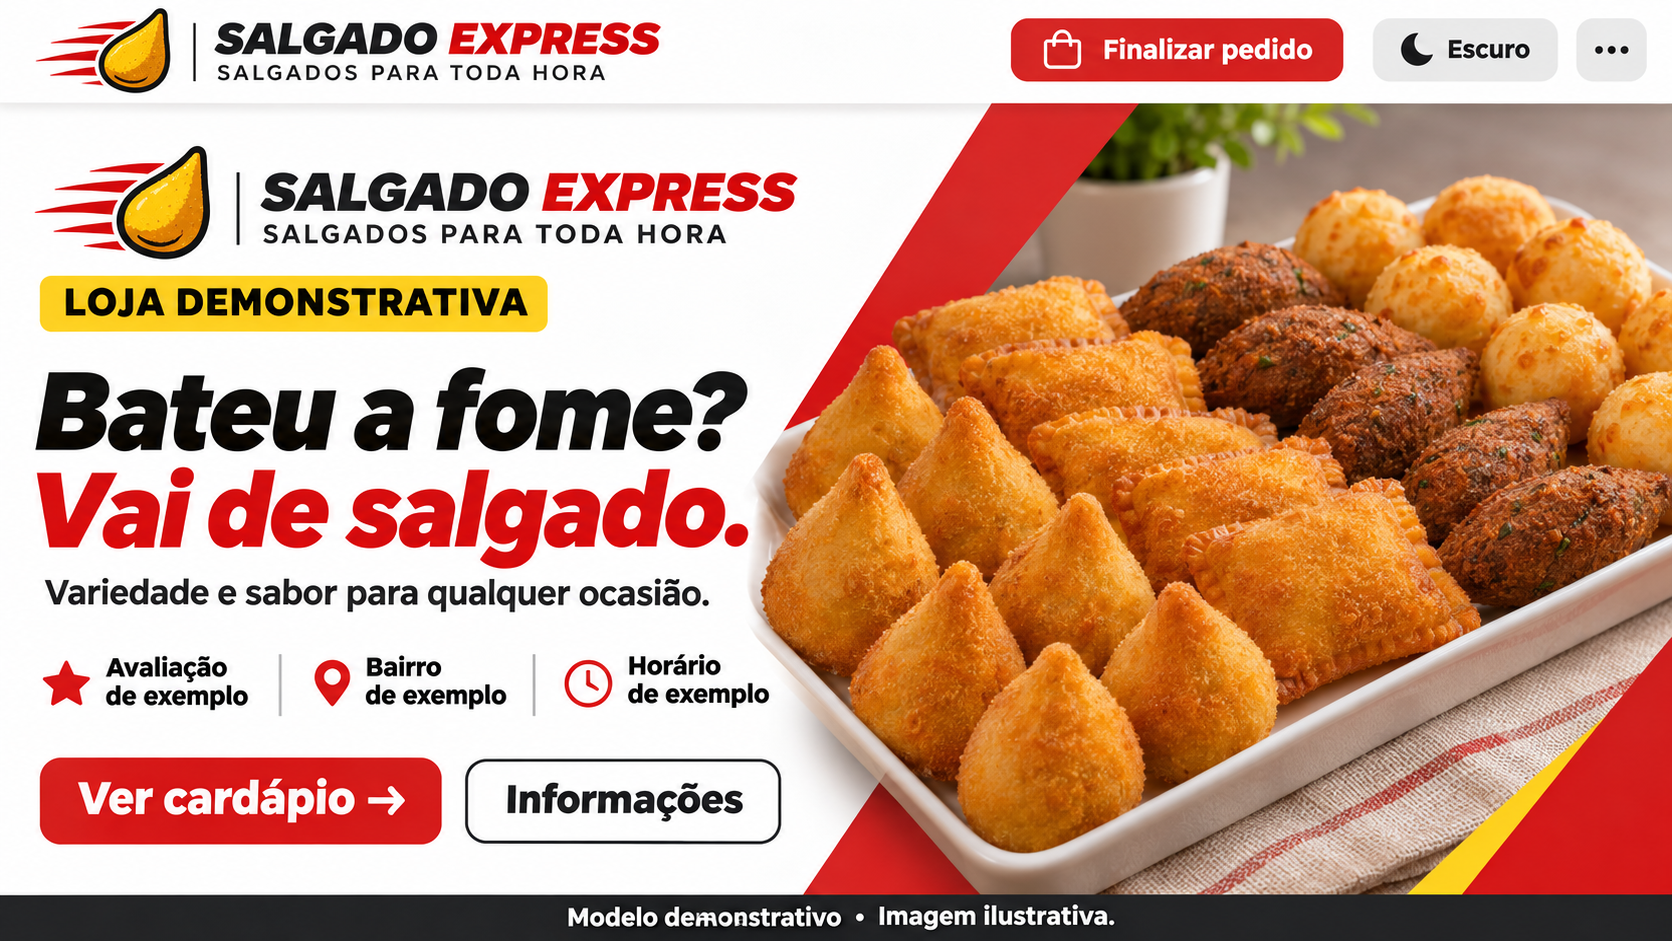 SALGADO EXPRESS
SALGADOS PARA TODA HORA
Finalizar pedido
Escuro
SALGADO EXPRESS
SALGADOS PARA TODA HORA
LOJA DEMONSTRATIVA
Bateu a fome?
Vai de salgado.
Variedade e sabor para qualquer ocasião.
Avaliação
de exemplo
Bairro
de exemplo
Horário
de exemplo
Ver cardápio →
Informações
Modelo demonstrativo • Imagem ilustrativa.